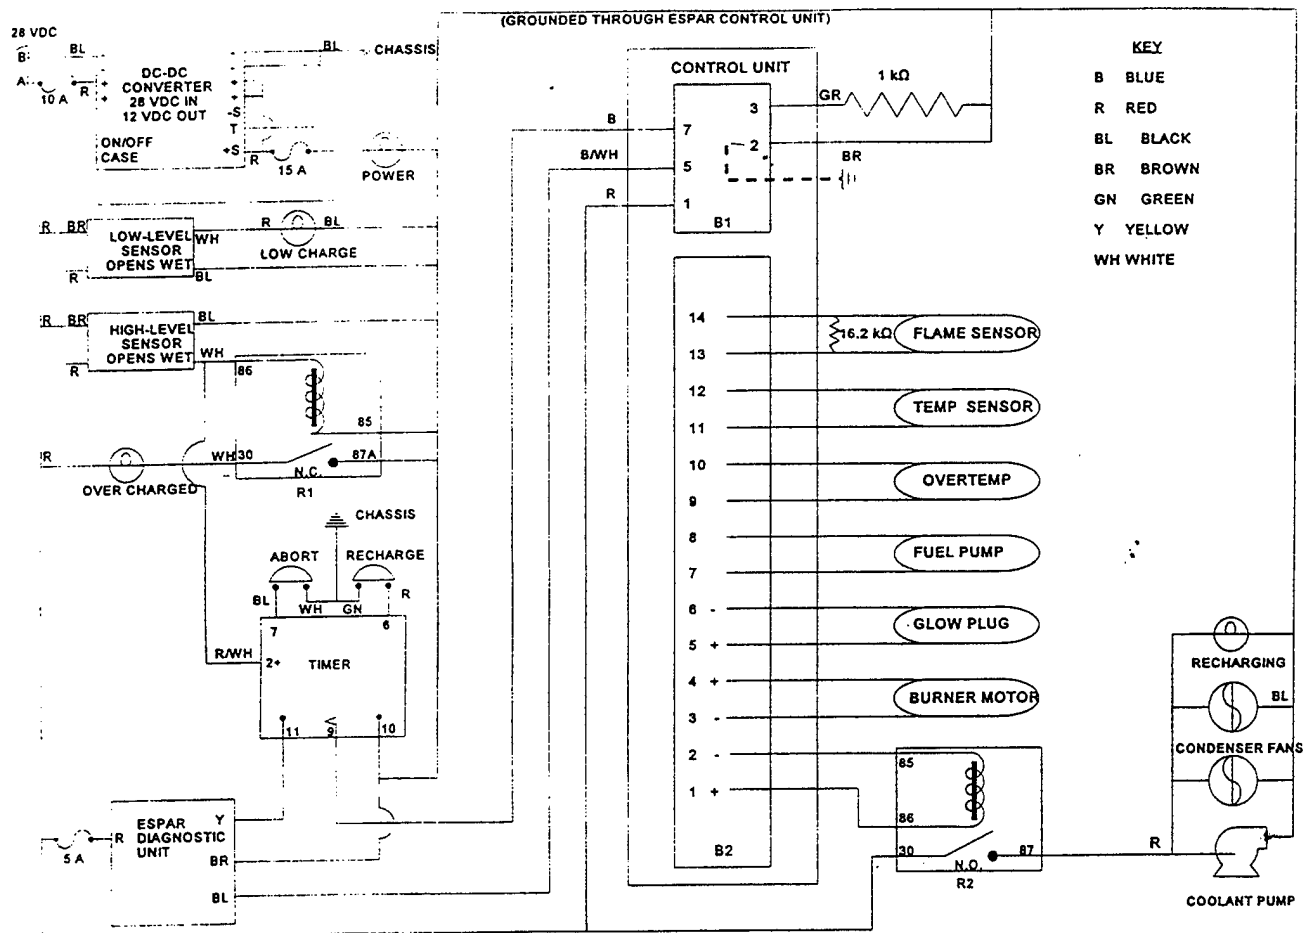 (GROUNDED THROUGH ESPAR CONTROL UNIT)
28 VDC
B
BL
A
10 A
R
DC-DC
CONVERTER
28 VDC IN
12 VDC OUT
ON/OFF
CASE
-
-
+
+
-
-
+
+
-S
T
+S
BL
CHASSIS
R
15 A
POWER
R
BR
LOW-LEVEL
SENSOR
OPENS WET
R
WH
BL
R
BL
LOW CHARGE
R
BR
HIGH-LEVEL
SENSOR
OPENS WET
R
BL
WH
86
85
R
WH
30
87A
N.C.
R1
OVER CHARGED
CHASSIS
ABORT
RECHARGE
BL
WH
GN
R
7
6
R/WH
2+
TIMER
11
9
10
5 A
R
ESPAR
DIAGNOSTIC
UNIT
Y
BR
BL
CONTROL UNIT
B
B/WH
R
7
5
1
3
2
B1
GR
1 kΩ
BR
14
13
12
11
10
9
8
7
6 -
5 +
4 +
3 -
2 -
1 +
B2
16.2 kΩ
FLAME SENSOR
TEMP SENSOR
OVERTEMP
FUEL PUMP
GLOW PLUG
BURNER MOTOR
85
86
30
87
N.O.
R2
R
RECHARGING
BL
CONDENSER FANS
COOLANT PUMP
KEY
B BLUE
R RED
BL BLACK
BR BROWN
GN GREEN
Y YELLOW
WH WHITE